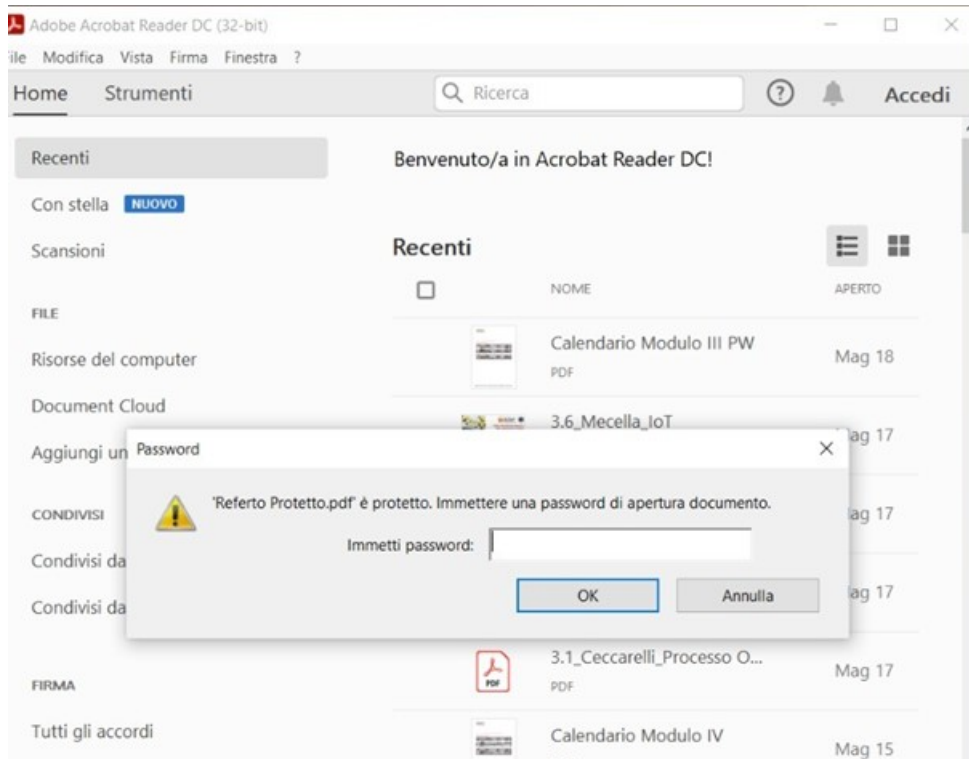 Adobe Acrobat Reader DC (32-bit)
ile Modifica Vista Firma Finestra ?
Home Strumenti Ricerca ? Accedi
Recenti
Con stella NUOVO
Scansioni
FILE
Risorse del computer
Document Cloud
Aggiungi un
CONDIVISI
Condivisi da
Condivisi da
FIRMA
Tutti gli accordi
Benvenuto/a in Acrobat Reader DC!
Recenti
NOME APERTO
Calendario Modulo III PW
PDF
Mag 18
3.6_Mecella_IoT
ag 17
ag 17
ag 17
3.1_Ceccarelli_Processo O...
PDF
Mag 17
Calendario Modulo IV
Mag 15
Password
'Referto Protetto.pdf' è protetto. Immettere una password di apertura documento.
Immetti password:
OK Annulla